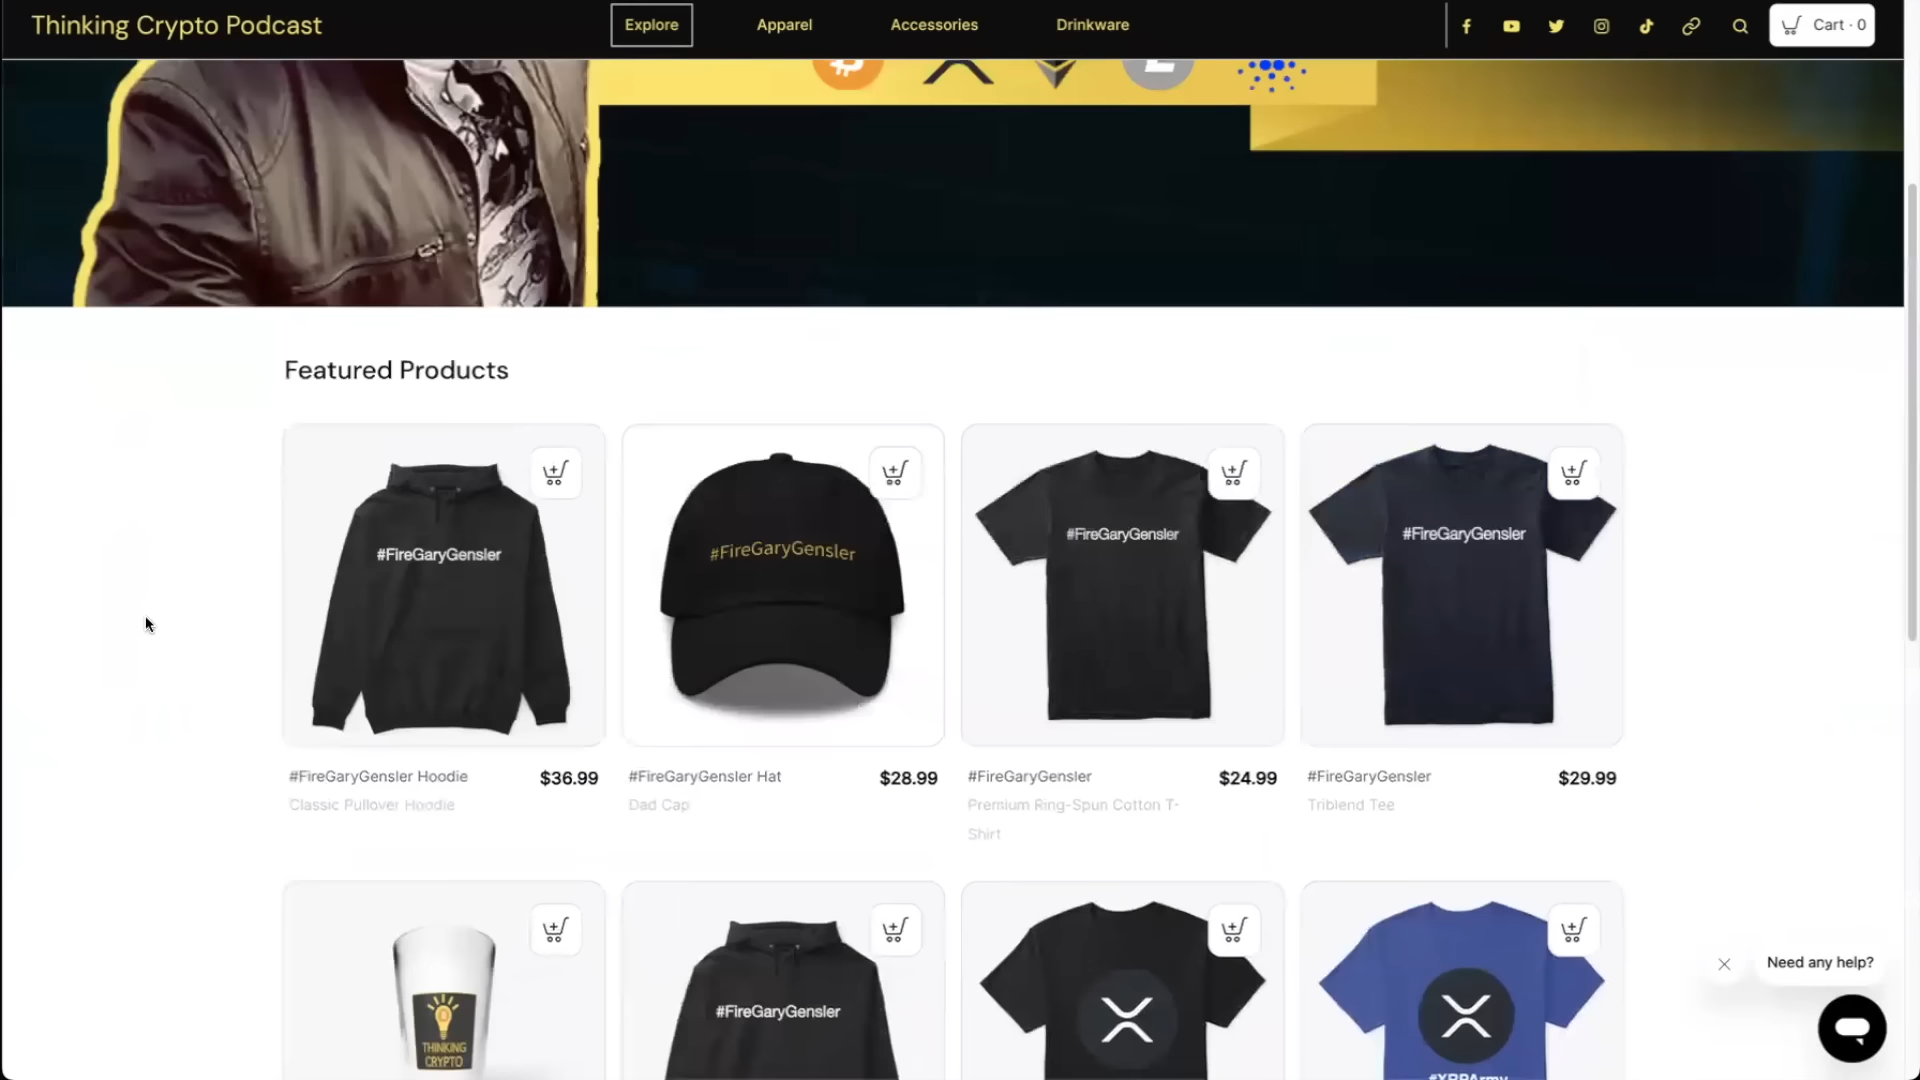 Thinking Crypto Podcast
Explore
Apparel
Accessories
Drinkware
Cart · 0
Featured Products
#FireGaryGensler
#FireGaryGensler
#FireGaryGensler
#FireGaryGensler
#FireGaryGensler Hoodie
$36.99
Classic Pullover Hoodie
#FireGaryGensler Hat
$28.99
Dad Cap
#FireGaryGensler
$24.99
Premium Ring-Spun Cotton T-
Shirt
#FireGaryGensler
$29.99
Triblend Tee
THINKING
CRYPTO
#FireGaryGensler
#XRPArmy
Need any help?